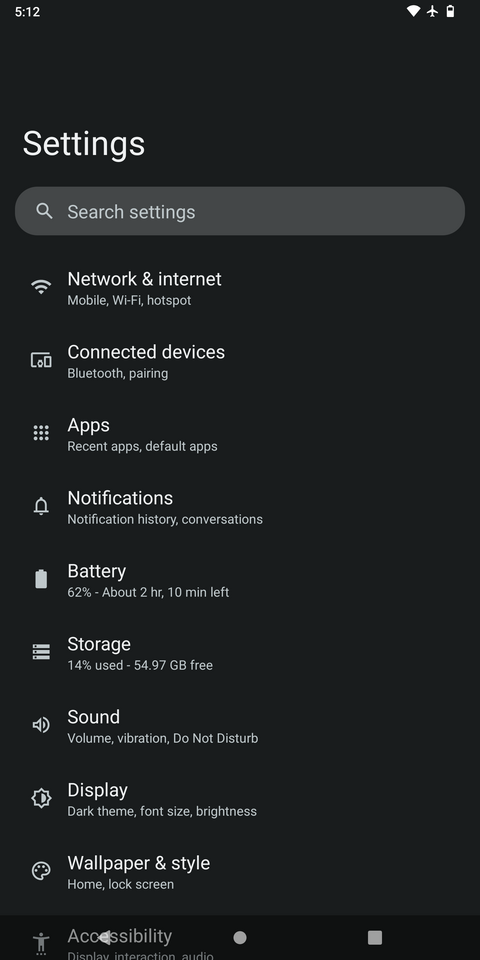 5:12
Settings
Search settings
Network & internet
Mobile, Wi-Fi, hotspot
Connected devices
Bluetooth, pairing
Apps
Recent apps, default apps
Notifications
Notification history, conversations
Battery
62% - About 2 hr, 10 min left
Storage
14% used - 54.97 GB free
Sound
Volume, vibration, Do Not Disturb
Display
Dark theme, font size, brightness
Wallpaper & style
Home, lock screen
Accessibility
Display, interaction, audio